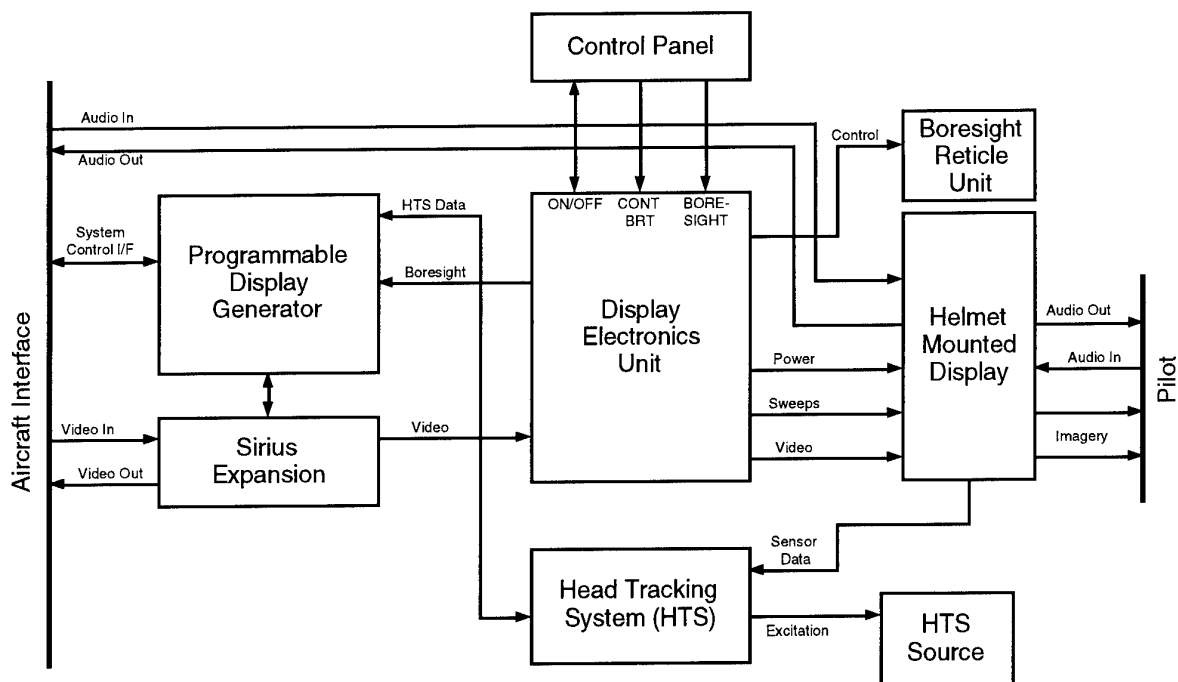 Control Panel
Audio In
Audio Out
Control
Boresight
Reticle
Unit
ON/OFF
CONT
BRT
BORE-
SIGHT
HTS Data
System
Control I/F
Programmable
Display
Generator
Boresight
Display
Electronics
Unit
Helmet
Mounted
Display
Audio Out
Audio In
Imagery
Power
Sweeps
Video
Aircraft Interface
Pilot
Video In
Video Out
Sirius
Expansion
Video
Sensor
Data
Head Tracking
System (HTS)
Excitation
HTS
Source